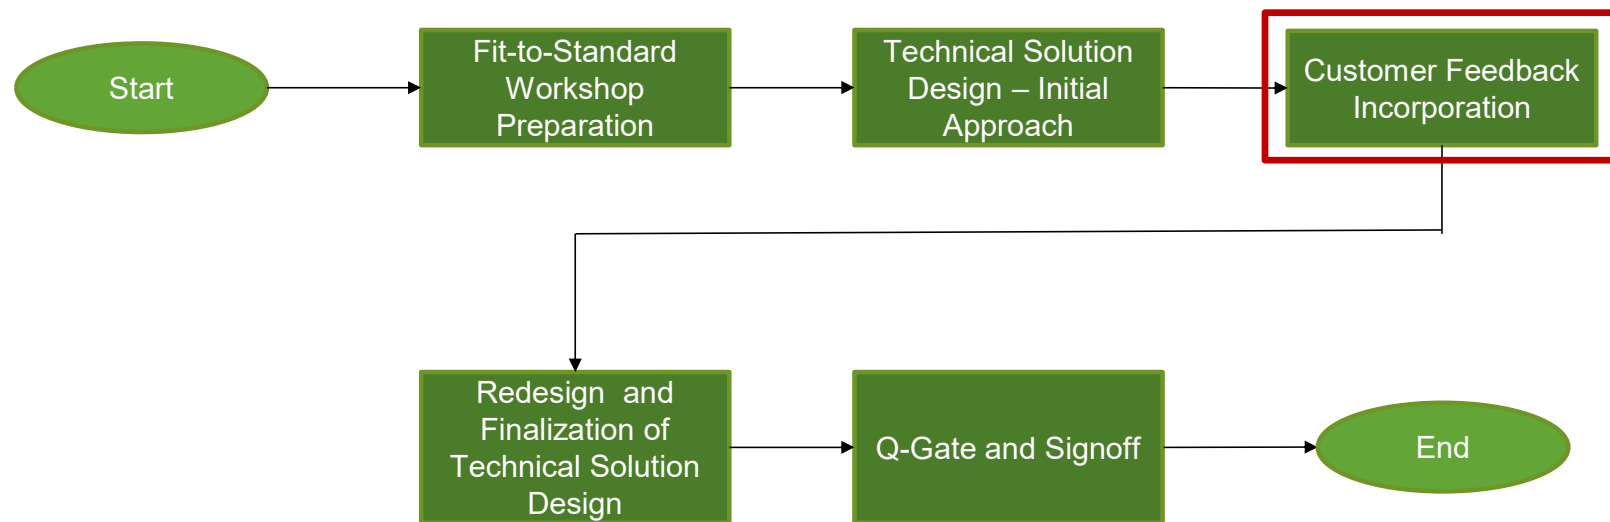 Start
Fit-to-Standard
Workshop
Preparation
Technical Solution
Design – Initial
Approach
Customer Feedback
Incorporation
Redesign  and
Finalization of
Technical Solution
Design
Q-Gate and Signoff
End